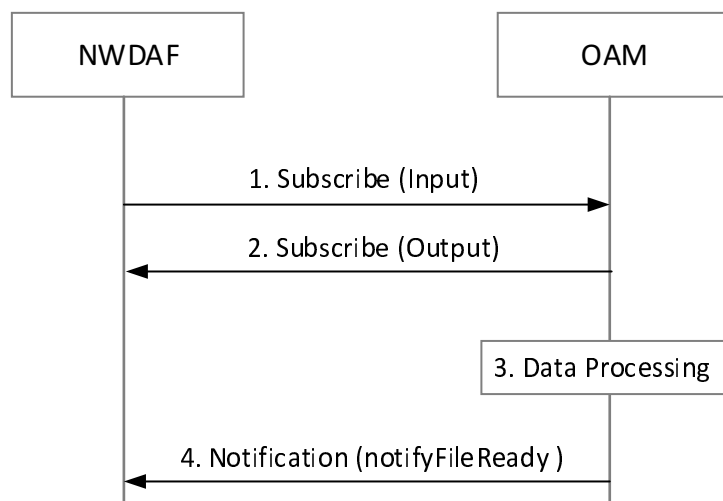 NWDAF
OAM
1. Subscribe (Input)
2. Subscribe (Output)
3. Data Processing
4. Notification (notifyFileReady )